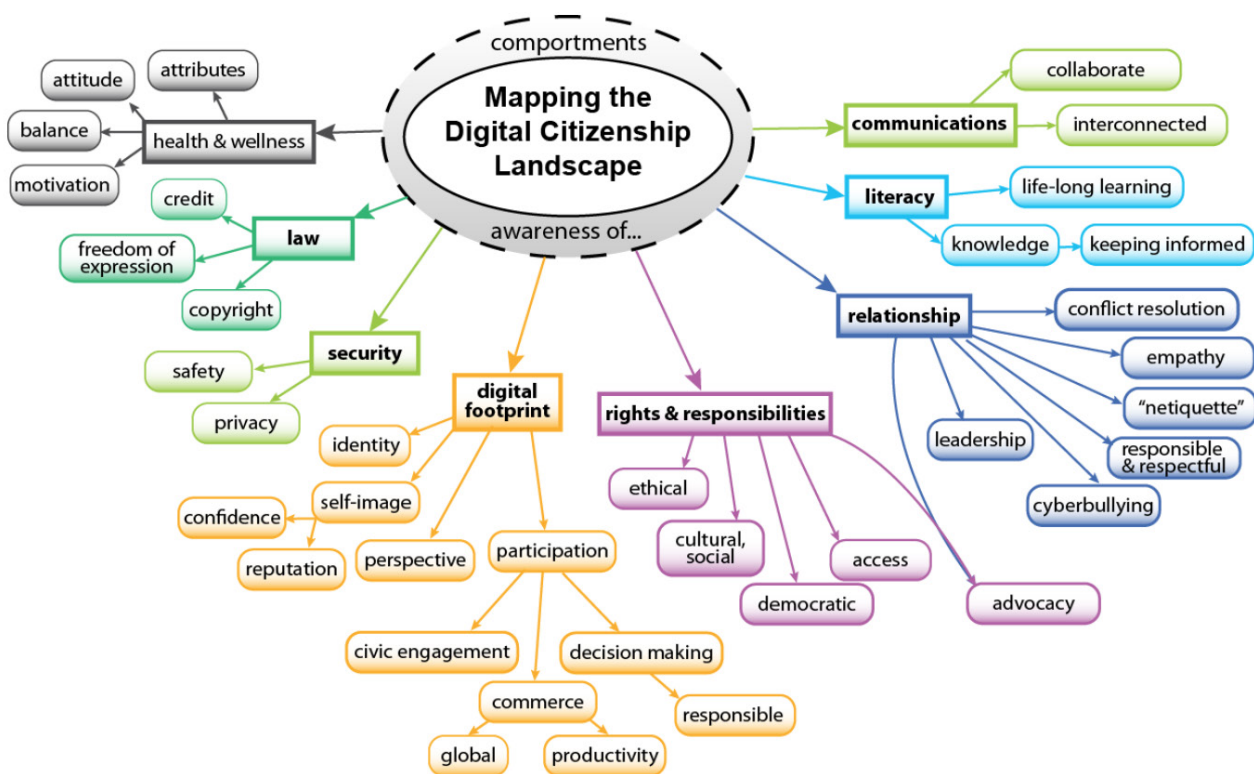 comportments
Mapping the
Digital Citizenship
Landscape
awareness of...
attributes
attitude
balance
health & wellness
motivation
credit
law
freedom of
expression
copyright
security
safety
privacy
digital
footprint
identity
self-image
confidence
reputation
perspective
participation
civic engagement
decision making
commerce
responsible
global
productivity
rights & responsibilities
ethical
cultural,
social
access
democratic
advocacy
relationship
conflict resolution
empathy
“netiquette”
leadership
responsible
& respectful
cyberbullying
literacy
life-long learning
knowledge
keeping informed
communications
collaborate
interconnected